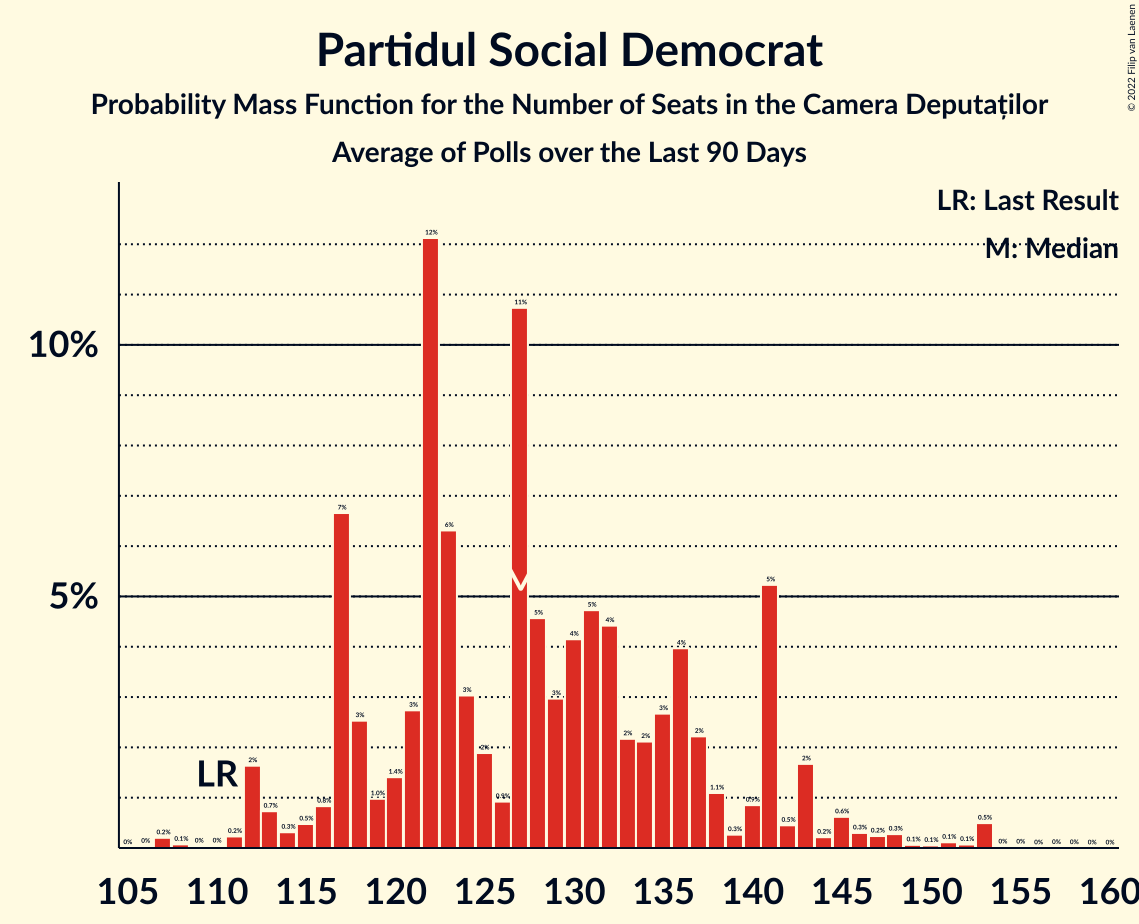 © 2022 Filip van Laenen
Partidul Social Democrat
Probability Mass Function for the Number of Seats in the Camera Deputaților
Average of Polls over the Last 90 Days
LR: Last Result
M: Median
12%
11%
10%
7%
6%
5%
5% 5% 5%
4% 4% 4%
3% 3% 3% 3% 3%
LR 2% 2% 2% 2% 2% 2%
0% 0% 0.2% 0.1% 0% 0% 0.2% 0.7% 0.3% 0.5% 0.8% 1.0% 1.4% 0.9% 1.1% 0.3% 0.9% 0.5% 0.2% 0.6% 0.3% 0.2% 0.3% 0.1% 0.1% 0.1% 0.1% 0.5% 0% 0% 0% 0% 0% 0% 0%
105 110 115 120 125 130 135 140 145 150 155 160